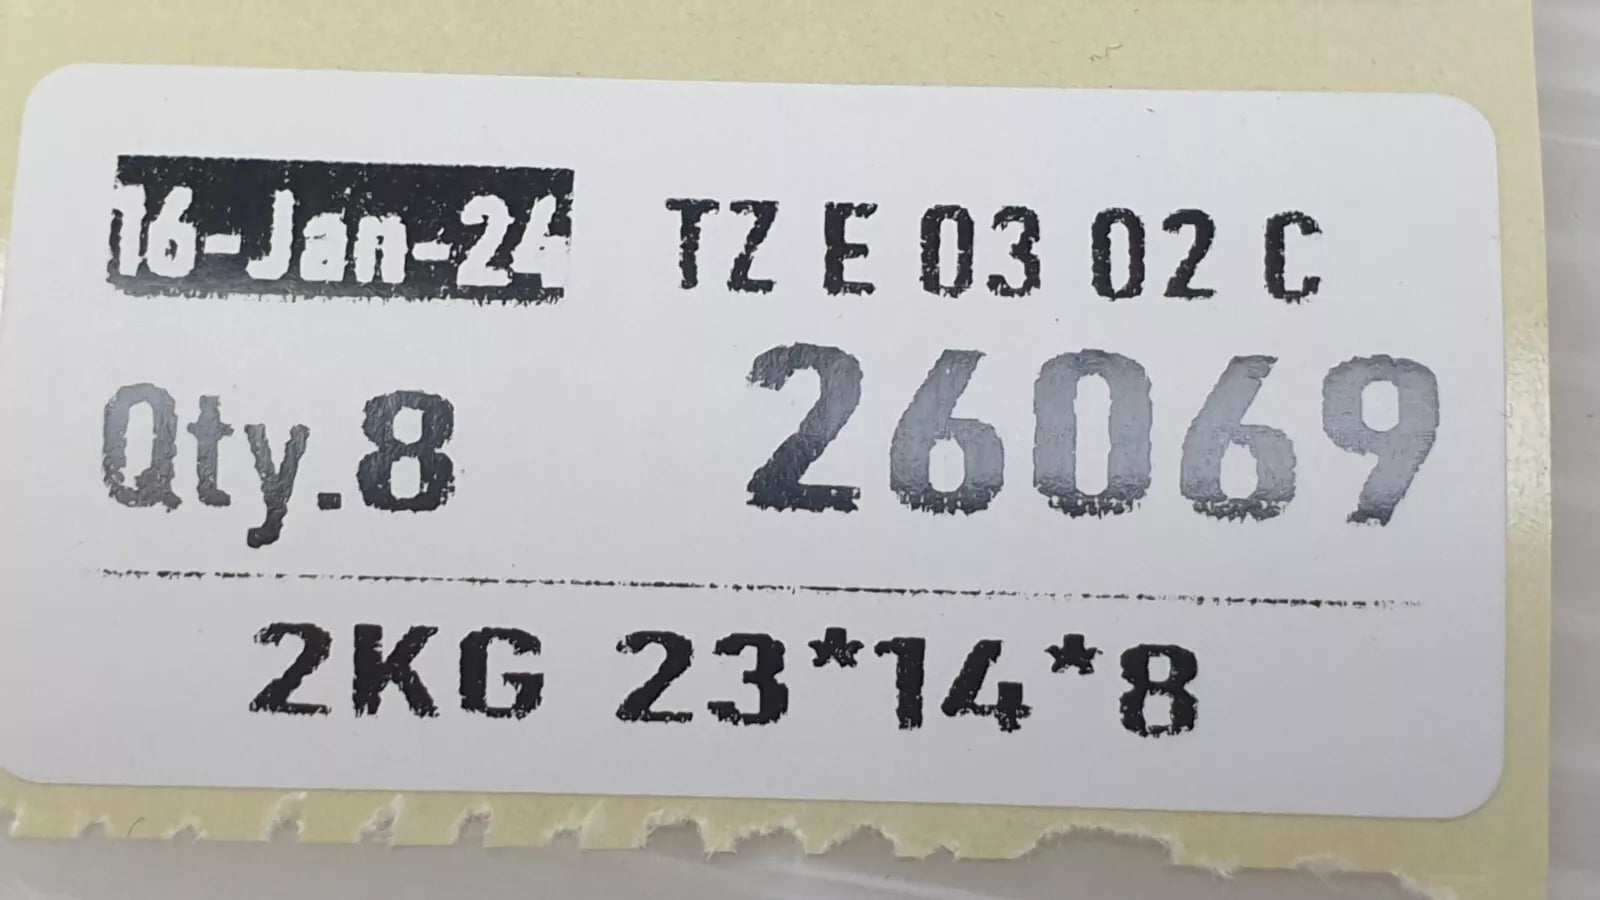 16-Jan-24 TZ E 03 02 C
Qty.8 26069
2KG 23*14*8